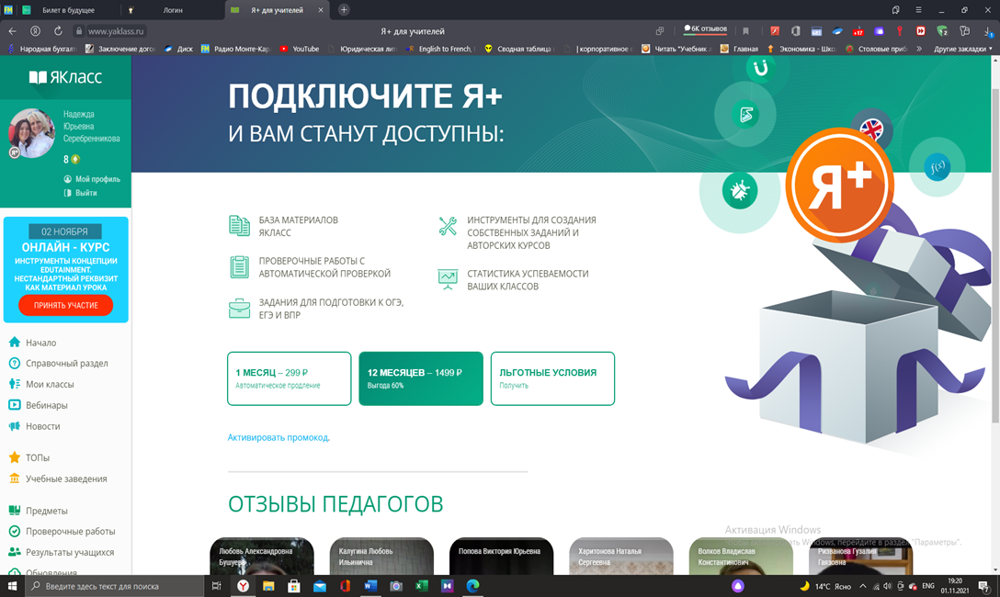 Билет в будущее
Логин
Я+ для учителей
www.yaklass.ru
Я+ для учителей
6К отзывов
Народная бухгалт
Заключение дого
Диск
Радио Монте-Кар
YouTube
Юридическая ли
English to French,
Сводная таблица
| корпоративное
Читать "Учебник
Главная
Экономика - Шко
Столовые приб
Другие закладки
ЯКласс
Надежда
Юрьевна
Серебренникова
8
Мой профиль
Выйти
02 НОЯБРЯ
ОНЛАЙН - КУРС
ИНСТРУМЕНТЫ КОНЦЕПЦИИ
EDUTAINMENT.
НЕСТАНДАРТНЫЙ РЕКВИЗИТ
КАК МАТЕРИАЛ УРОКА
ПРИНЯТЬ УЧАСТИЕ
Начало
Справочный раздел
Мои классы
Вебинары
Новости
ТОПы
Учебные заведения
Предметы
Проверочные работы
Результаты учащихся
Обновления
ПОДКЛЮЧИТЕ Я+
И ВАМ СТАНУТ ДОСТУПНЫ:
f(x)
Я+
БАЗА МАТЕРИАЛОВ
ЯКЛАСС
ПРОВЕРОЧНЫЕ РАБОТЫ С
АВТОМАТИЧЕСКОЙ ПРОВЕРКОЙ
ЗАДАНИЯ ДЛЯ ПОДГОТОВКИ К ОГЭ,
ЕГЭ И ВПР
ИНСТРУМЕНТЫ ДЛЯ СОЗДАНИЯ
СОБСТВЕННЫХ ЗАДАНИЙ И
АВТОРСКИХ КУРСОВ
СТАТИСТИКА УСПЕВАЕМОСТИ
ВАШИХ КЛАССОВ
1 МЕСЯЦ – 299 ₽
Автоматическое продление
12 МЕСЯЦЕВ – 1499 ₽
Выгода 60%
ЛЬГОТНЫЕ УСЛОВИЯ
Получить
Активировать промокод.
ОТЗЫВЫ ПЕДАГОГОВ
Любовь Александровна
Бушуева
Калугина Любовь
Ильинична
Попова Виктория Юрьевна
Харитонова Наталья
Сергеевна
Волков Владислав
Константинович
Ризванова Гузалия
Гаязовна
Активация Windows
Windows, перейдите в раздел "Параметры".
Введите здесь текст для поиска
14°C Ясно
ENG
19:20
01.11.2021